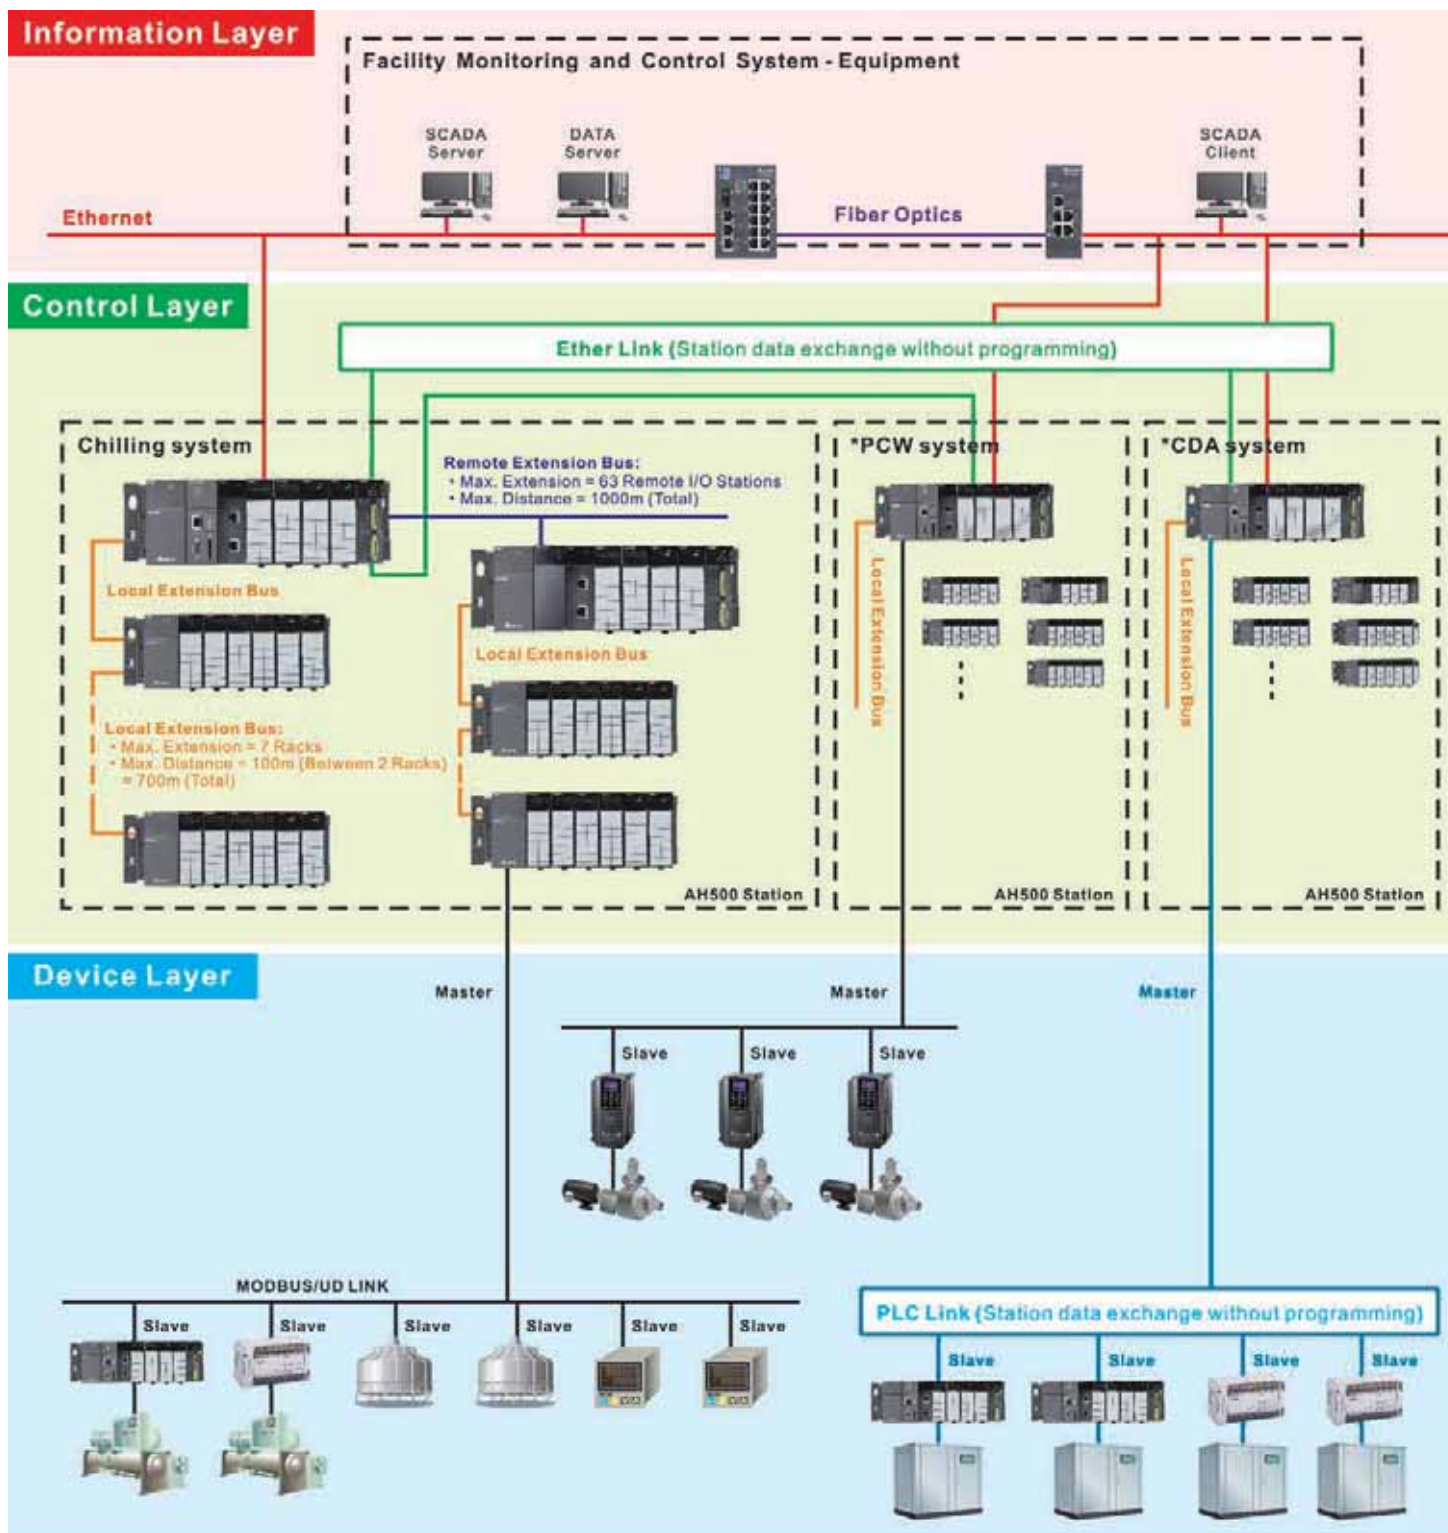 Information Layer
Facility Monitoring and Control System - Equipment
SCADA
Server
DATA
Server
SCADA
Client
Ethernet
Fiber Optics
Control Layer
Ether Link (Station data exchange without programming)
Chilling system
*PCW system
*CDA system
Remote Extension Bus:
• Max. Extension = 63 Remote I/O Stations
• Max. Distance = 1000m (Total)
Local Extension Bus
Local Extension Bus
Local Extension Bus
Local Extension Bus
Local Extension Bus:
• Max. Extension = 7 Racks
• Max. Distance = 100m (Between 2 Racks)
= 700m (Total)
AH500 Station
AH500 Station
AH500 Station
Device Layer
Master
Master
Master
Slave
Slave
Slave
MODBUS/UD LINK
Slave
Slave
Slave
Slave
Slave
Slave
PLC Link (Station data exchange without programming)
Slave
Slave
Slave
Slave